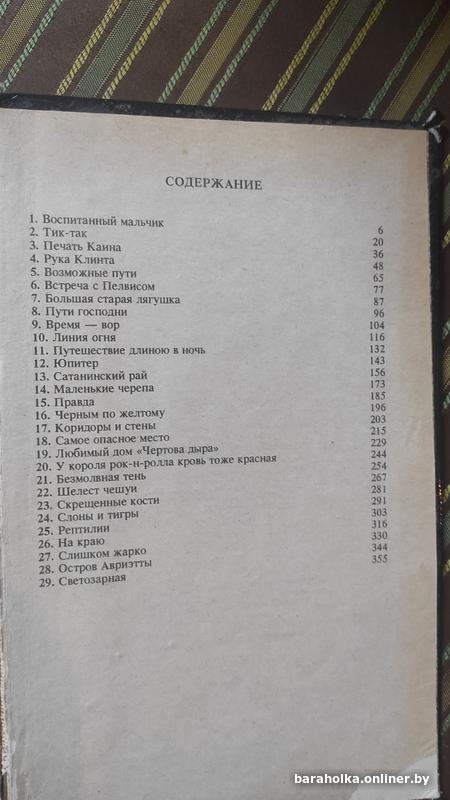 СОДЕРЖАНИЕ
1. Воспитанный мальчик 6
2. Тик-так 20
3. Печать Каина 36
4. Рука Клинта 48
5. Возможные пути 65
6. Встреча с Пелвисом 77
7. Большая старая лягушка 87
8. Пути господни 96
9. Время — вор 104
10. Линия огня 116
11. Путешествие длиною в ночь 132
12. Юпитер 143
13. Сатанинский рай 156
14. Маленькие черепа 173
15. Правда 185
16. Черным по желтому 196
17. Коридоры и стены 203
18. Самое опасное место 215
19. Любимый дом «Чертова дыра» 229
20. У короля рок-н-ролла кровь тоже красная 244
21. Безмолвная тень 254
22. Шелест чешуи 267
23. Скрещенные кости 281
24. Слоны и тигры 291
25. Рептилии 303
26. На краю 316
27. Слишком жарко 330
28. Остров Авриэтты 344
29. Светозарная 355
baraholka.onliner.by